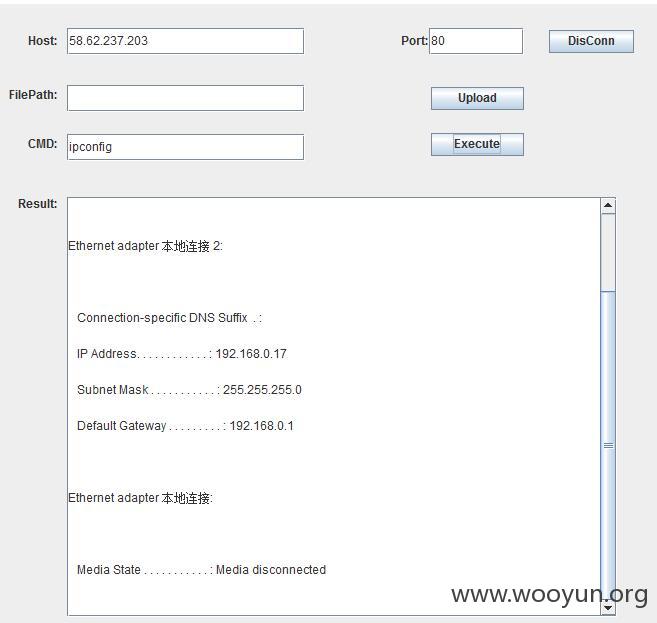 Host: 58.62.237.203 Port: 80 DisConn
FilePath: Upload
CMD: ipconfig Execute
Result:
Ethernet adapter 本地连接 2:
Connection-specific DNS Suffix . :
IP Address. . . . . . . . . . . . : 192.168.0.17
Subnet Mask . . . . . . . . . . . : 255.255.255.0
Default Gateway . . . . . . . . . : 192.168.0.1
Ethernet adapter 本地连接:
Media State . . . . . . . . . . . : Media disconnected
www.wooyun.org